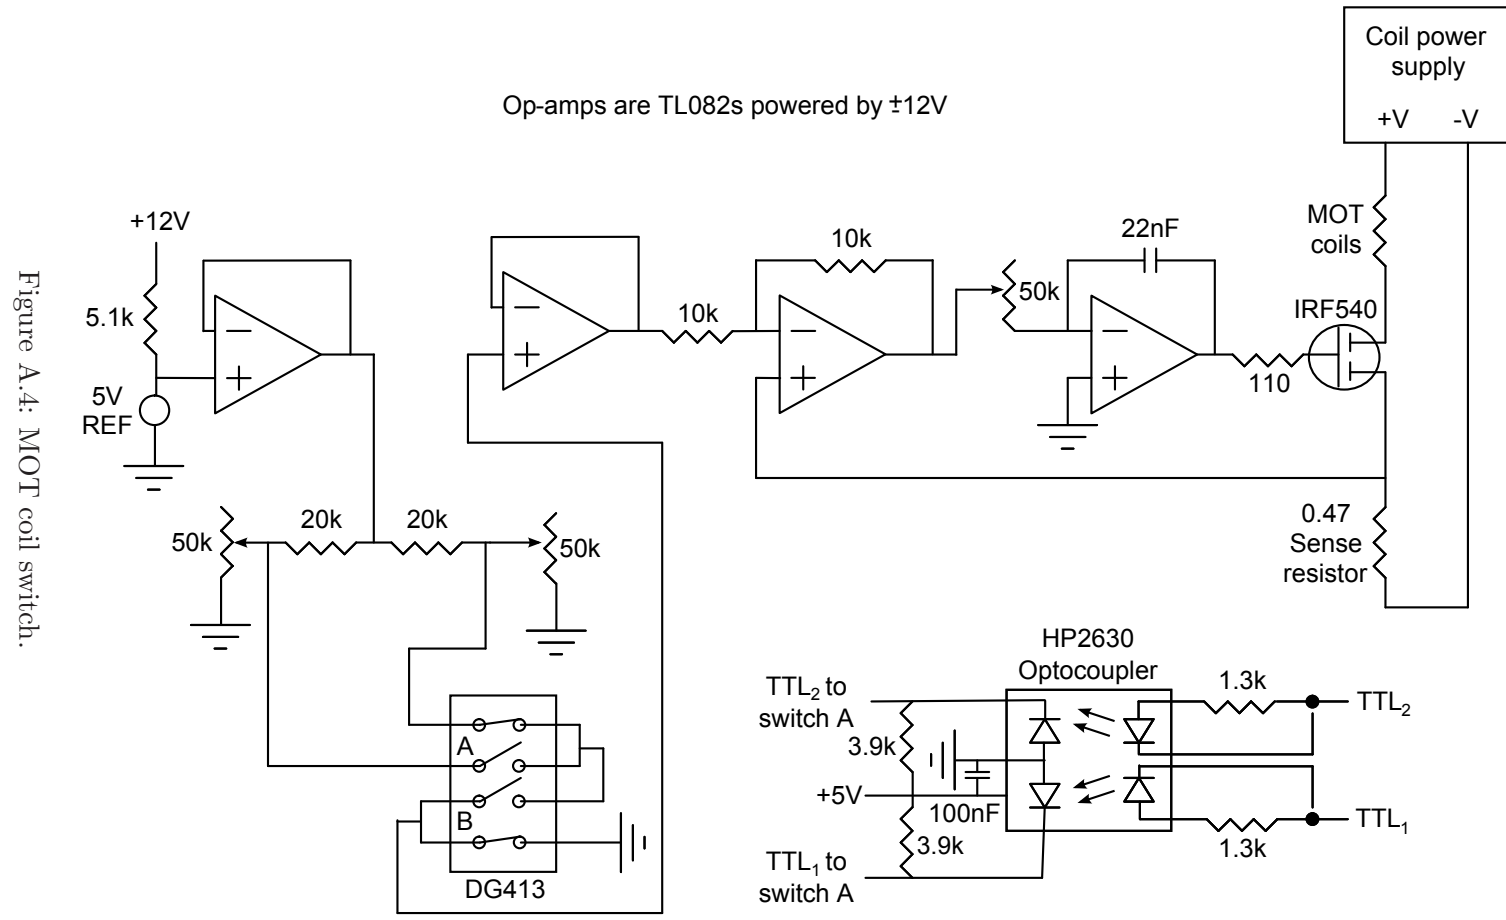 Coil power
supply
+V -V
Op-amps are TL082s powered by ±12V
+12V
5.1k
5V
REF
10k
10k
50k
22nF
MOT
coils
IRF540
110
50k
20k
20k
50k
0.47
Sense
resistor
A
B
DG413
HP2630
Optocoupler
TTL₂ to
switch A
3.9k
+5V
100nF
3.9k
TTL₁ to
switch A
1.3k
TTL₂
TTL₁
1.3k
Figure A.4: MOT coil switch.